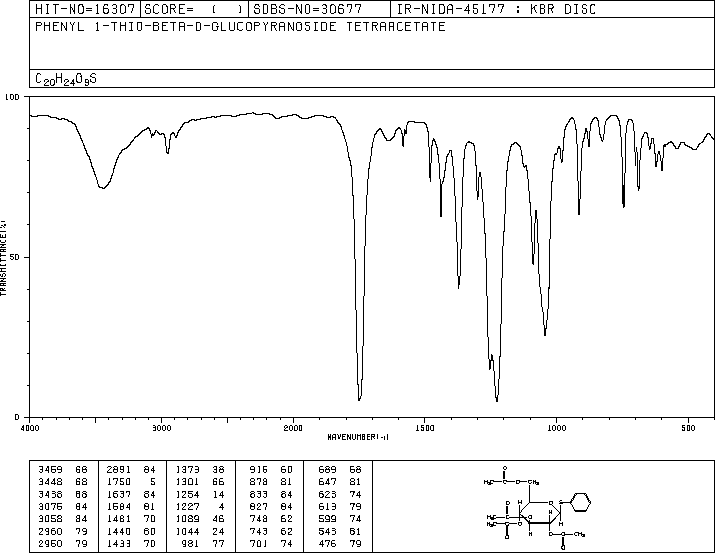 HIT-NO=16307 SCORE= ( ) SDBS-NO=30677 IR-NIDA-45177 : KBR DISC
PHENYL 1-THIO-BETA-D-GLUCOPYRANOSIDE TETRAACETATE
C20H24O9S
100
50
0
TRANSMITTANCE(%)
4000 3000 2000 1500 1000 500
WAVENUMBER(-1)
3469 68 2891 84 1373 38 916 60 689 68
3448 68 1750 5 1301 66 878 81 647 81
3438 68 1637 84 1254 14 833 84 623 74
3075 84 1584 81 1227 4 827 84 613 79
3058 84 1481 70 1089 46 748 62 599 74
2960 79 1440 60 1044 24 743 62 543 81
2950 79 1433 70 981 77 701 74 476 79